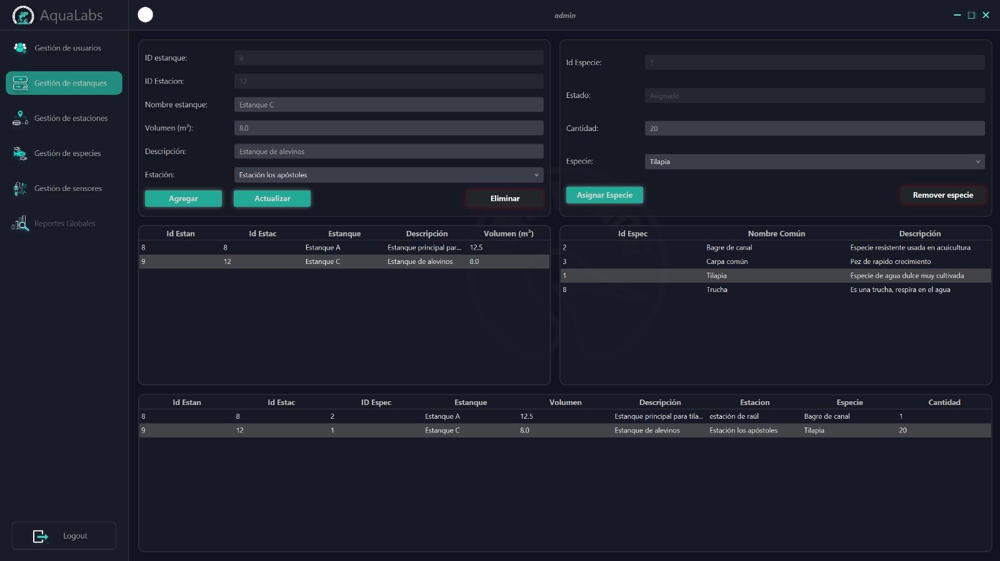 AquaLabs
admin
Gestión de usuarios
Gestión de estanques
Gestión de estaciones
Gestión de especies
Gestión de sensores
Reportes Globales
Logout
ID estanque: 9
ID Estacion: 12
Nombre estanque: Estanque C
Volumen (m³): 8.0
Descripción: Estanque de alevinos
Estación: Estación los apóstoles
Agregar Actualizar Eliminar
Id Especie: 1
Estado: Asignado
Cantidad: 20
Especie: Tilapia
Asignar Especie Remover especie
Id Estan Id Estac Estanque Descripción Volumen (m³)
8 8 Estanque A Estanque principal par... 12.5
9 12 Estanque C Estanque de alevinos 8.0
Id Espec Nombre Común Descripción
2 Bagre de canal Especie resistente usada en acuicultura
3 Carpa común Pez de rapido crecimiento
1 Tilapia Especie de agua dulce muy cultivada
8 Trucha Es una trucha, respira en el agua
Id Estan Id Estac ID Espec Estanque Volumen Descripción Estacion Especie Cantidad
8 8 2 Estanque A 12.5 Estanque principal para tila... estación de raúl Bagre de canal 1
9 12 1 Estanque C 8.0 Estanque de alevinos Estación los apóstoles Tilapia 20